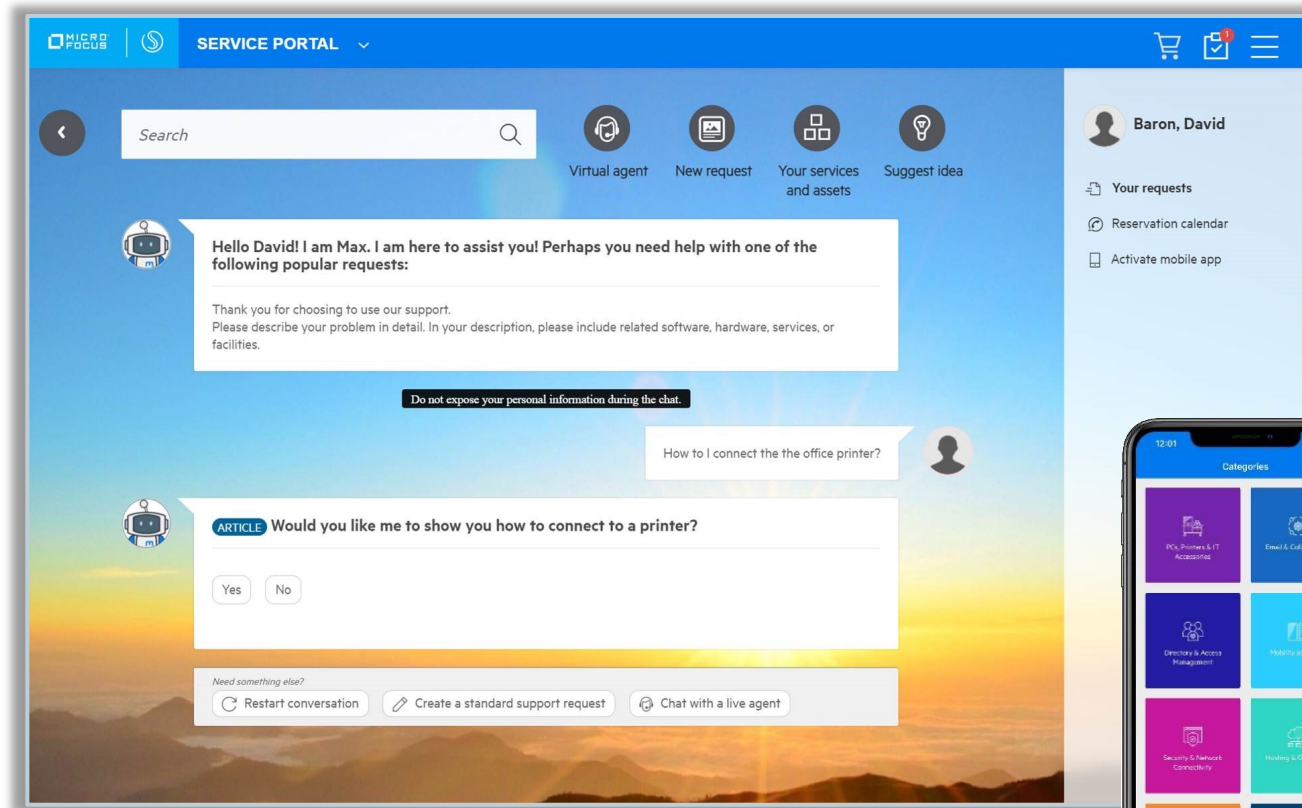 MICRO
FOCUS
SERVICE PORTAL
1
Search
Virtual agent
New request
Your services
and assets
Suggest idea
Baron, David
Your requests
Reservation calendar
Activate mobile app
Hello David! I am Max. I am here to assist you! Perhaps you need help with one of the
following popular requests:
Thank you for choosing to use our support.
Please describe your problem in detail. In your description, please include related software, hardware, services, or
facilities.
Do not expose your personal information during the chat.
How to I connect the the office printer?
ARTICLE Would you like me to show you how to connect to a printer?
Yes No
Need something else?
Restart conversation
Create a standard support request
Chat with a live agent
12:01
Categories
PCs, Printers & IT
Accessories
Email &
Directory & Access
Management
Mobility
Security & Network
Connectivity
Hosting &